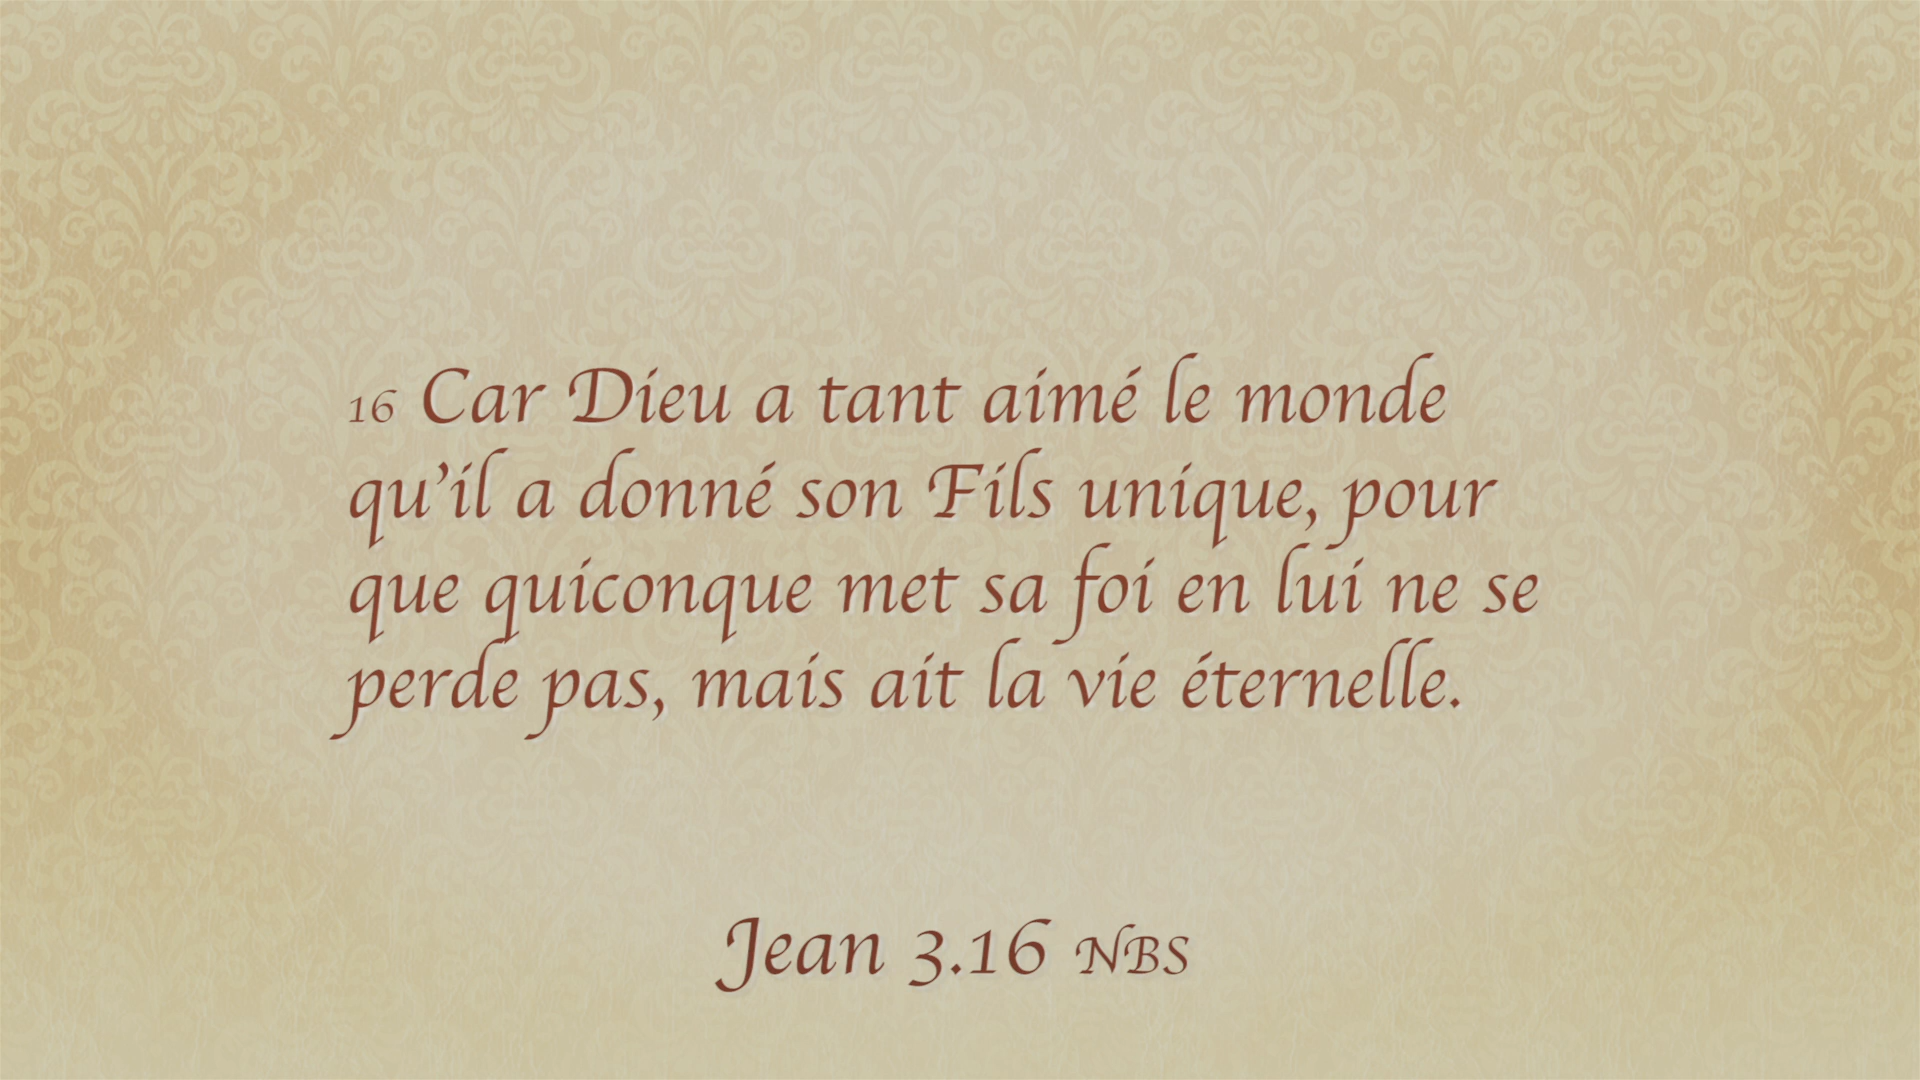 16 Car Dieu a tant aimé le monde
qu’il a donné son Fils unique, pour
que quiconque met sa foi en lui ne se
perde pas, mais ait la vie éternelle.
Jean 3.16 NBS